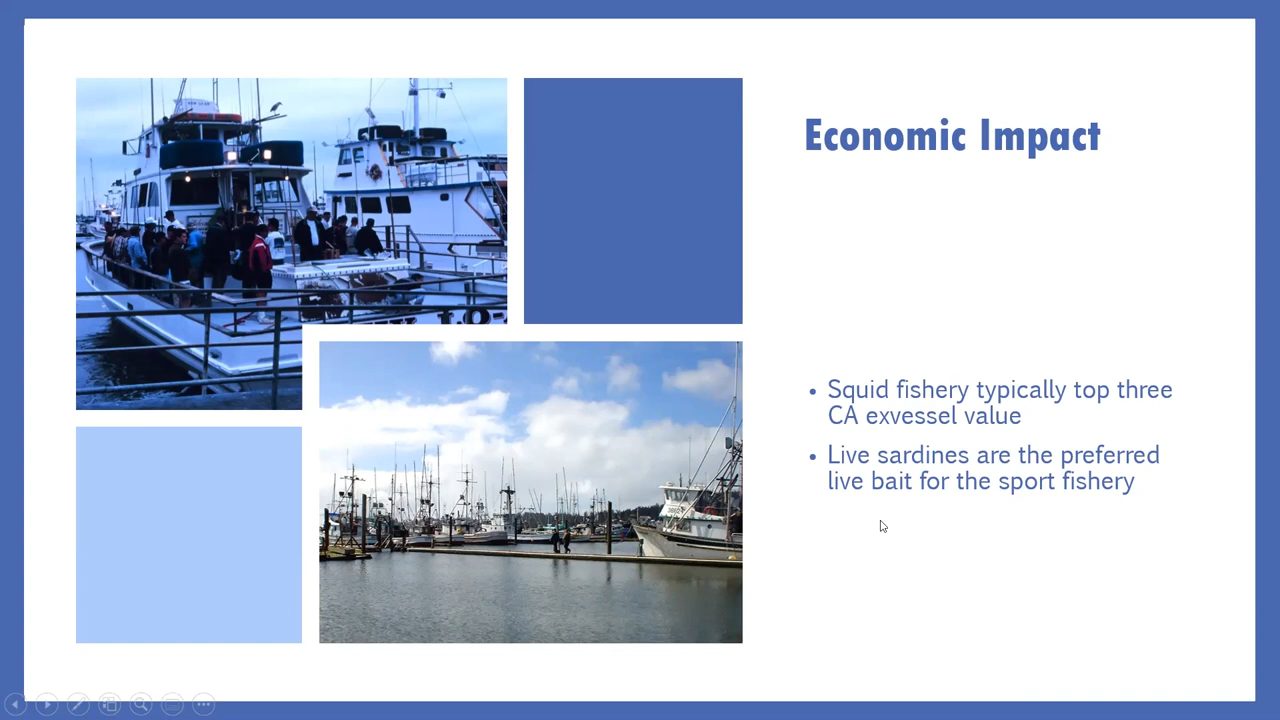 Economic Impact
• Squid fishery typically top three
CA exvessel value
• Live sardines are the preferred
live bait for the sport fishery